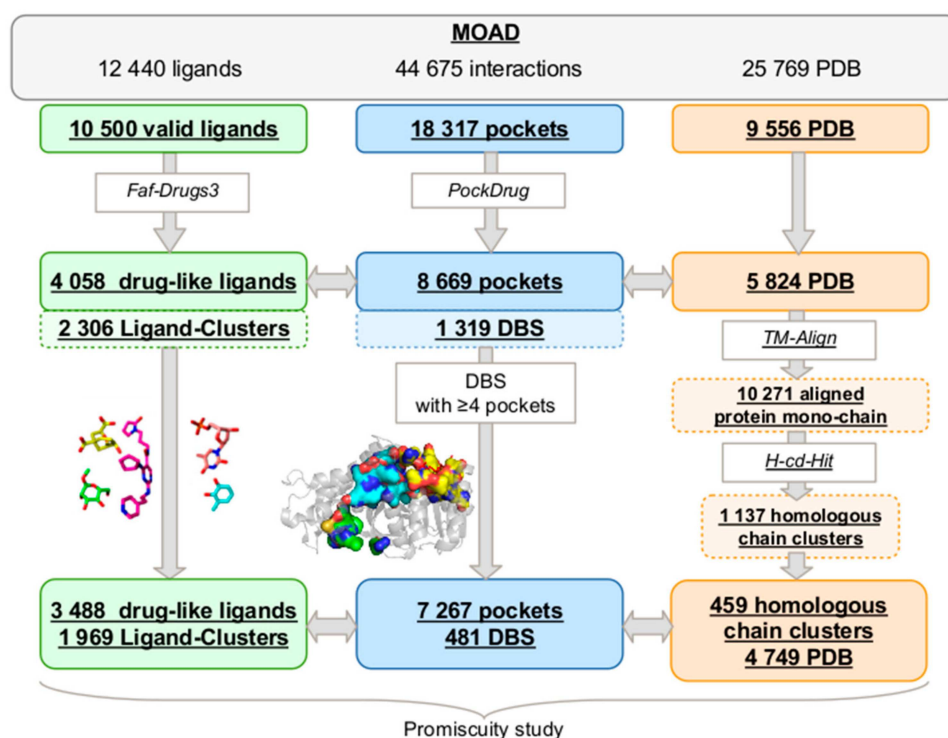 MOAD
12 440 ligands
44 675 interactions
25 769 PDB
10 500 valid ligands
18 317 pockets
9 556 PDB
Faf-Drugs3
PockDrug
4 058 drug-like ligands
8 669 pockets
5 824 PDB
2 306 Ligand-Clusters
1 319 DBS
TM-Align
DBS
with ≥4 pockets
10 271 aligned
protein mono-chain
H-cd-Hit
1 137 homologous
chain clusters
3 488 drug-like ligands
1 969 Ligand-Clusters
7 267 pockets
481 DBS
459 homologous
chain clusters
4 749 PDB
Promiscuity study